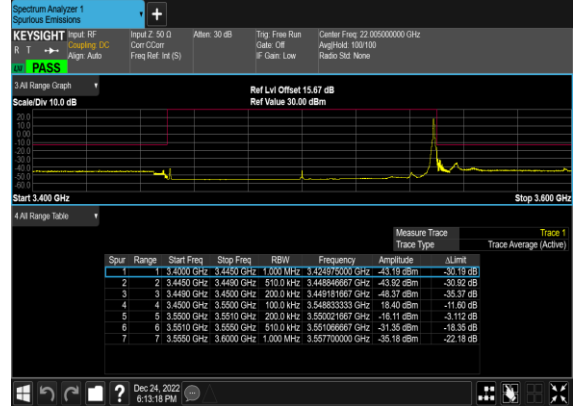 Spectrum Analyzer 1
Spurious Emissions
KEYSIGHT Input: RF Input Z: 50 Ω Atten: 30 dB Trig: Free Run Center Freq: 22.005000000 GHz
R T Coupling: DC Corr CCorr Gate: Off Avg|Hold: 100/100
Align: Auto Freq Ref: Int (S) IF Gain: Low Radio Std: None
PASS
3 All Range Graph
Ref Lvl Offset 15.67 dB
Scale/Div 10.0 dB Ref Value 30.00 dBm
20.0
10.0
0.00
-10.0
-20.0
-30.0
-40.0
-50.0
-60.0
Start 3.400 GHz Stop 3.600 GHz
4 All Range Table
Measure Trace Trace 1
Trace Type Trace Average (Active)
Spur Range Start Freq Stop Freq RBW Frequency Amplitude ΔLimit
1 1 3.4000 GHz 3.4450 GHz 1.000 MHz 3.424975000 GHz -43.19 dBm -30.19 dB
2 2 3.4450 GHz 3.4490 GHz 510.0 kHz 3.448846667 GHz -43.92 dBm -30.92 dB
3 3 3.4490 GHz 3.4500 GHz 200.0 kHz 3.449181667 GHz -48.37 dBm -35.37 dB
4 4 3.4500 GHz 3.5500 GHz 100.0 kHz 3.548833333 GHz 18.40 dBm -11.60 dB
5 5 3.5500 GHz 3.5510 GHz 200.0 kHz 3.550021667 GHz -16.11 dBm -3.112 dB
6 6 3.5510 GHz 3.5550 GHz 510.0 kHz 3.551066667 GHz -31.35 dBm -18.35 dB
7 7 3.5550 GHz 3.6000 GHz 1.000 MHz 3.557700000 GHz -35.18 dBm -22.18 dB
? Dec 24, 2022
6:13:18 PM